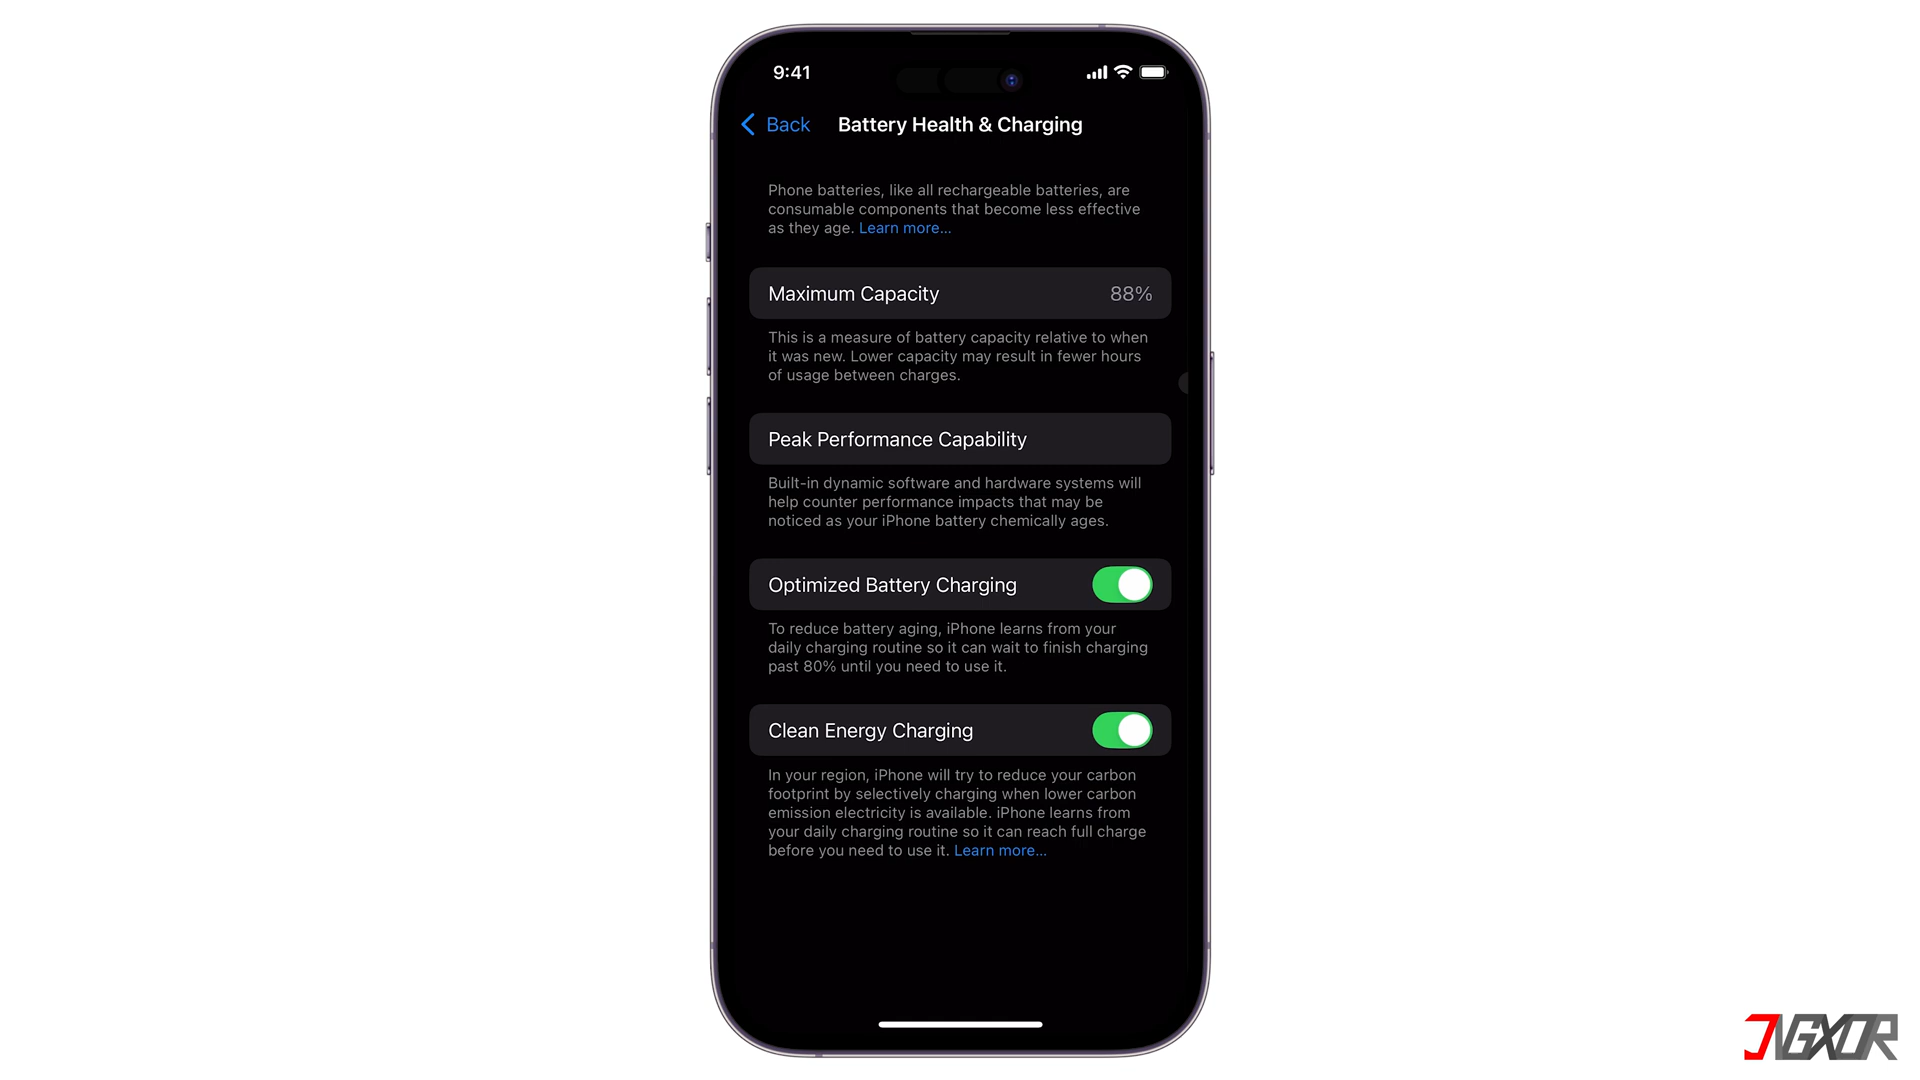 9:41
Back
Battery Health & Charging
Phone batteries, like all rechargeable batteries, are
consumable components that become less effective
as they age. Learn more...
Maximum Capacity 88%
This is a measure of battery capacity relative to when
it was new. Lower capacity may result in fewer hours
of usage between charges.
Peak Performance Capability
Built-in dynamic software and hardware systems will
help counter performance impacts that may be
noticed as your iPhone battery chemically ages.
Optimized Battery Charging
To reduce battery aging, iPhone learns from your
daily charging routine so it can wait to finish charging
past 80% until you need to use it.
Clean Energy Charging
In your region, iPhone will try to reduce your carbon
footprint by selectively charging when lower carbon
emission electricity is available. iPhone learns from
your daily charging routine so it can reach full charge
before you need to use it. Learn more...
JVGXOR